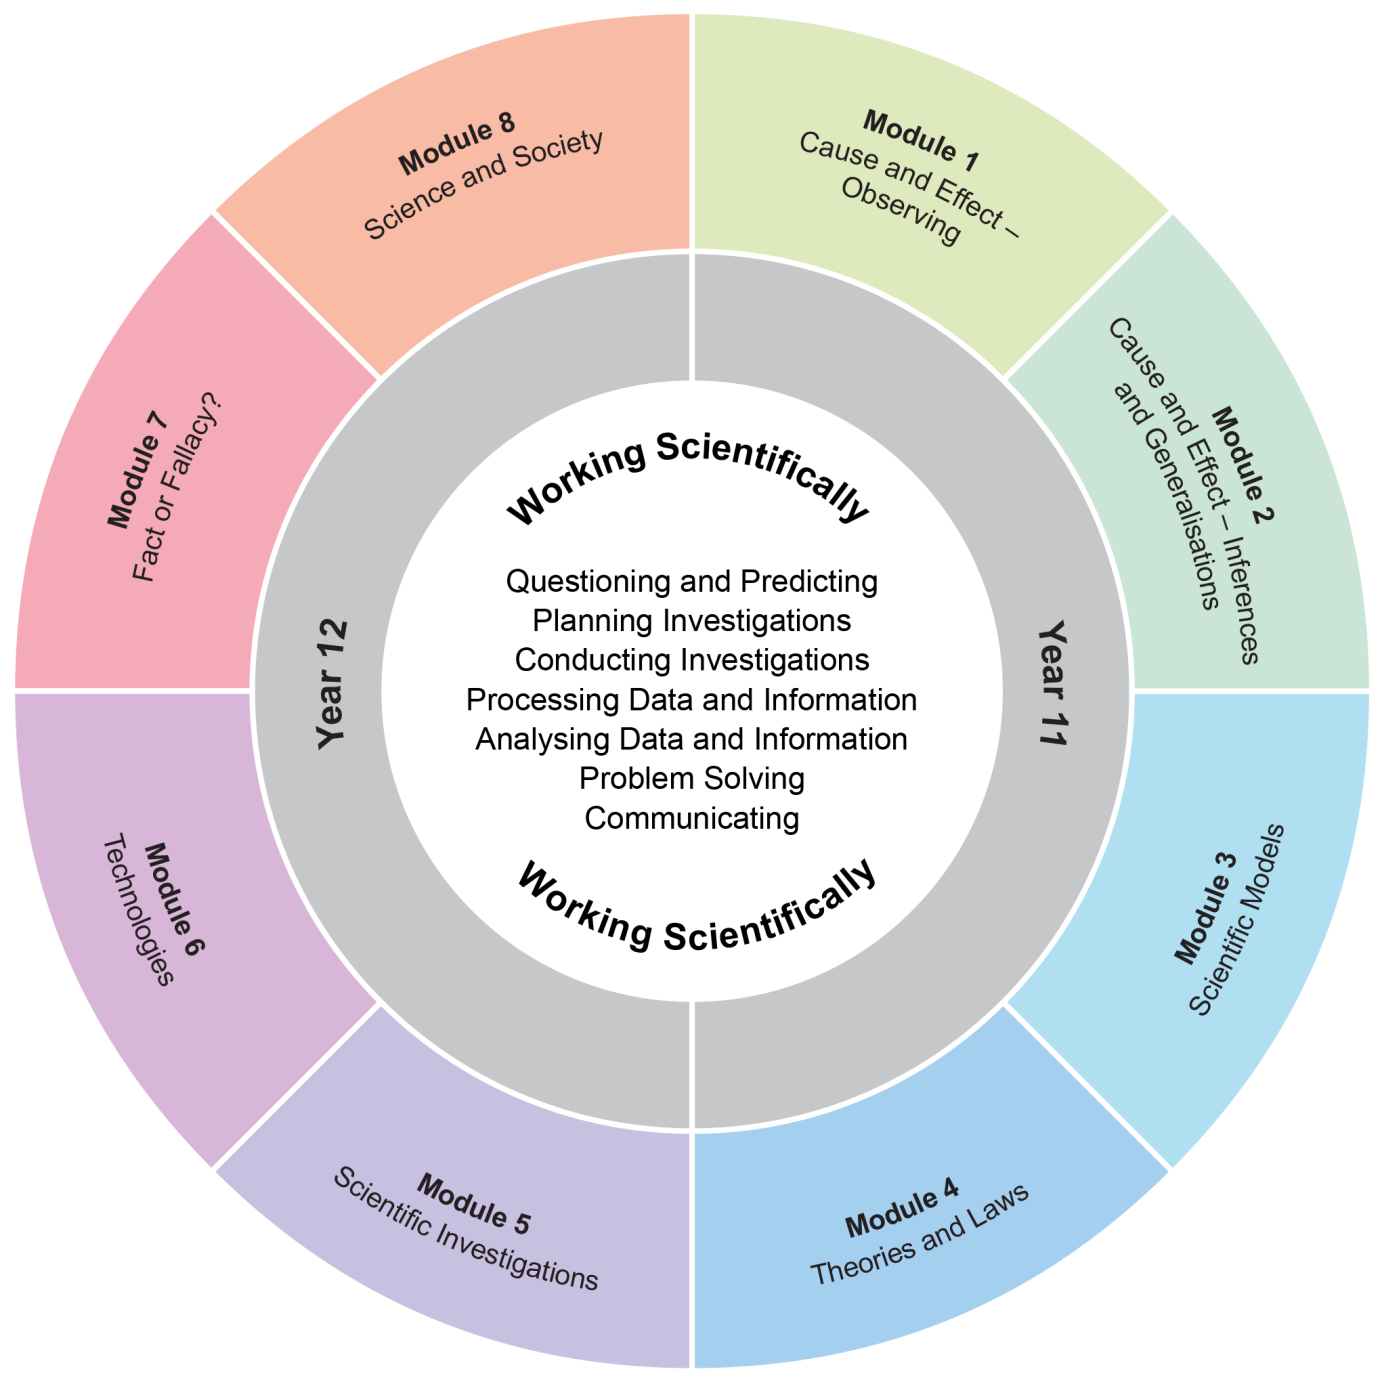 Module 1
Cause and Effect –
Observing
Module 2
Cause and Effect – Inferences
and Generalisations
Module 3
Scientific Models
Module 4
Theories and Laws
Module 5
Scientific Investigations
Module 6
Technologies
Module 7
Fact or Fallacy?
Module 8
Science and Society
Year 11
Year 12
Working Scientifically
Questioning and Predicting
Planning Investigations
Conducting Investigations
Processing Data and Information
Analysing Data and Information
Problem Solving
Communicating
Working Scientifically